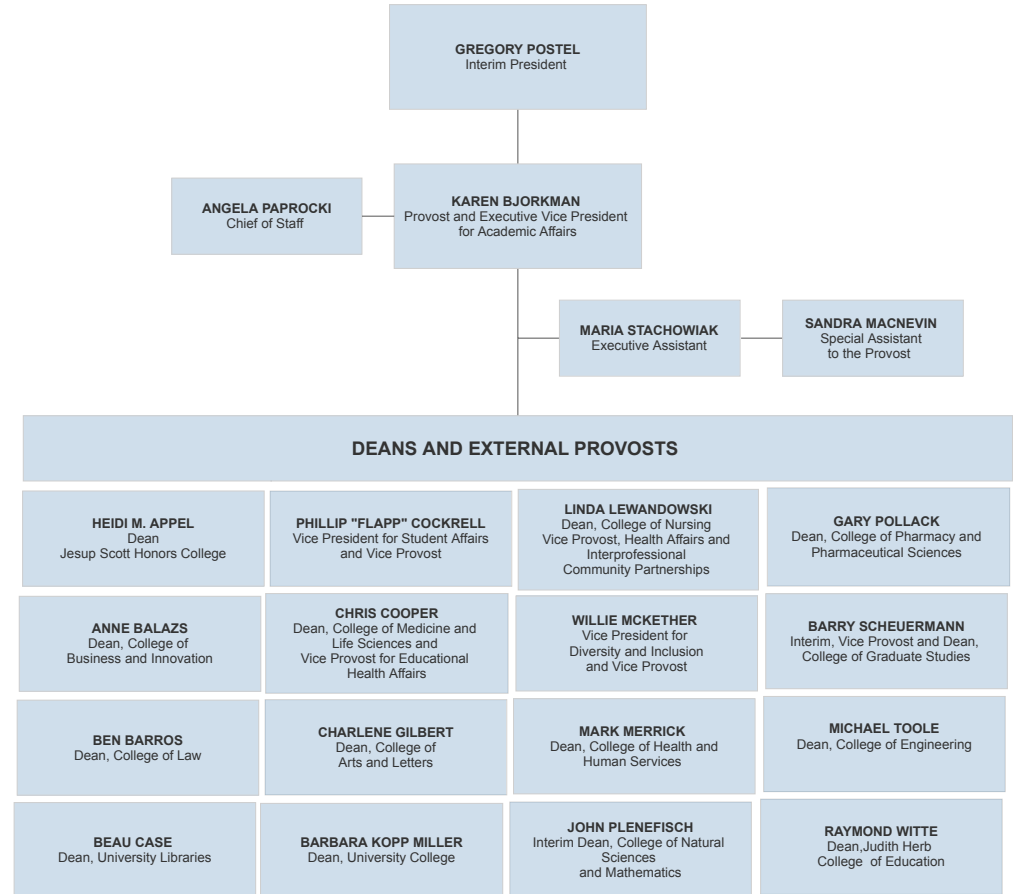 GREGORY POSTEL
Interim President
ANGELA PAPROCKI
Chief of Staff
KAREN BJORKMAN
Provost and Executive Vice President
for Academic Affairs
MARIA STACHOWIAK
Executive Assistant
SANDRA MACNEVIN
Special Assistant
to the Provost
DEANS AND EXTERNAL PROVOSTS
HEIDI M. APPEL
Dean
Jesup Scott Honors College
PHILLIP "FLAPP" COCKRELL
Vice President for Student Affairs
and Vice Provost
LINDA LEWANDOWSKI
Dean, College of Nursing
Vice Provost, Health Affairs and
Interprofessional
Community Partnerships
GARY POLLACK
Dean, College of Pharmacy and
Pharmaceutical Sciences
ANNE BALAZS
Dean, College of
Business and Innovation
CHRIS COOPER
Dean, College of Medicine and
Life Sciences and
Vice Provost for Educational
Health Affairs
WILLIE MCKETHER
Vice President for
Diversity and Inclusion
and Vice Provost
BARRY SCHEUERMANN
Interim, Vice Provost and Dean,
College of Graduate Studies
BEN BARROS
Dean, College of Law
CHARLENE GILBERT
Dean, College of
Arts and Letters
MARK MERRICK
Dean, College of Health and
Human Services
MICHAEL TOOLE
Dean, College of Engineering
BEAU CASE
Dean, University Libraries
BARBARA KOPP MILLER
Dean, University College
JOHN PLENEFISCH
Interim Dean, College of Natural
Sciences
and Mathematics
RAYMOND WITTE
Dean,Judith Herb
College  of Education